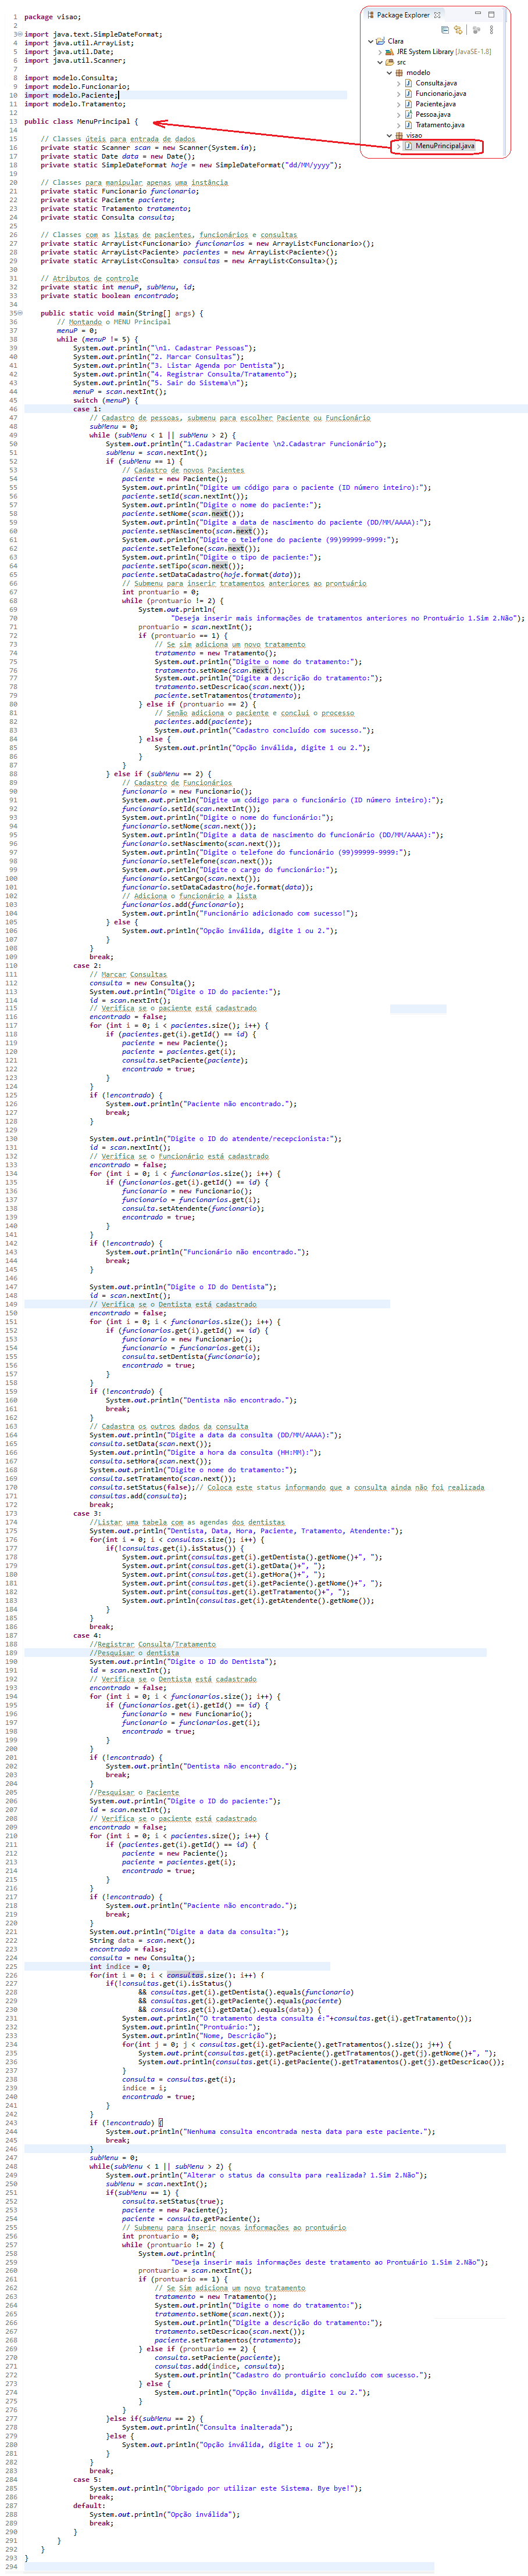 Package Explorer
Clara
JRE System Library [JavaSE-1.8]
src
modelo
Consulta.java
Funcionario.java
Paciente.java
Pessoa.java
Tratamento.java
visao
MenuPrincipal.java
1 package visao;
2
3 import java.text.SimpleDateFormat;
4 import java.util.ArrayList;
5 import java.util.Date;
6 import java.util.Scanner;
7
8 import modelo.Consulta;
9 import modelo.Funcionario;
10 import modelo.Paciente;
11 import modelo.Tratamento;
12
13 public class MenuPrincipal {
14
15 // Classes úteis para entrada de dados
16 private static Scanner scan = new Scanner(System.in);
17 private static Date data = new Date();
18 private static SimpleDateFormat hoje = new SimpleDateFormat("dd/MM/yyyy");
19
20 // Classes para manipular apenas uma instância
21 private static Funcionario funcionario;
22 private static Paciente paciente;
23 private static Tratamento tratamento;
24 private static Consulta consulta;
25
26 // Classes com as listas de pacientes, funcionários e consultas
27 private static ArrayList<Funcionario> funcionarios = new ArrayList<Funcionario>();
28 private static ArrayList<Paciente> pacientes = new ArrayList<Paciente>();
29 private static ArrayList<Consulta> consultas = new ArrayList<Consulta>();
30
31 // Atributos de controle
32 private static int menuP, subMenu, id;
33 private static boolean encontrado;
34
35 public static void main(String[] args) {
36 // Montando o MENU Principal
37 menuP = 0;
38 while (menuP != 5) {
39 System.out.println("\n1. Cadastrar Pessoas");
40 System.out.println("2. Marcar Consultas");
41 System.out.println("3. Listar Agenda por Dentista");
42 System.out.println("4. Registrar Consulta/Tratamento");
43 System.out.println("5. Sair do Sistema\n");
44 menuP = scan.nextInt();
45 switch (menuP) {
46 case 1:
47 // Cadastro de pessoas, submenu para escolher Paciente ou Funcionário
48 subMenu = 0;
49 while (subMenu < 1 || subMenu > 2) {
50 System.out.println("1.Cadastrar Paciente \n2.Cadastrar Funcionário");
51 subMenu = scan.nextInt();
52 if (subMenu == 1) {
53 // Cadastro de novos Pacientes
54 paciente = new Paciente();
55 System.out.println("Digite um código para o paciente (ID número inteiro):");
56 paciente.setId(scan.nextInt());
57 System.out.println("Digite o nome do paciente:");
58 paciente.setNome(scan.next());
59 System.out.println("Digite a data de nascimento do paciente (DD/MM/AAAA):");
60 paciente.setNascimento(scan.next());
61 System.out.println("Digite o telefone do paciente (99)99999-9999:");
62 paciente.setTelefone(scan.next());
63 System.out.println("Digite o tipo de paciente:");
64 paciente.setTipo(scan.next());
65 paciente.setDataCadastro(hoje.format(data));
66 // Submenu para inserir tratamentos anteriores ao prontuário
67 int prontuario = 0;
68 while (prontuario != 2) {
69 System.out.println(
70 "Deseja inserir mais informações de tratamentos anteriores no Prontuário 1.Sim 2.Não");
71 prontuario = scan.nextInt();
72 if (prontuario == 1) {
73 // Se sim adiciona um novo tratamento
74 tratamento = new Tratamento();
75 System.out.println("Digite o nome do tratamento:");
76 tratamento.setNome(scan.next());
77 System.out.println("Digite a descrição do tratamento:");
78 tratamento.setDescricao(scan.next());
79 paciente.setTratamentos(tratamento);
80 } else if (prontuario == 2) {
81 // Senão adiciona o paciente e conclui o processo
82 pacientes.add(paciente);
83 System.out.println("Cadastro concluído com sucesso.");
84 } else {
85 System.out.println("Opção inválida, digite 1 ou 2.");
86 }
87 }
88 } else if (subMenu == 2) {
89 // Cadastro de Funcionários
90 funcionario = new Funcionario();
91 System.out.println("Digite um código para o funcionário (ID número inteiro):");
92 funcionario.setId(scan.nextInt());
93 System.out.println("Digite o nome do funcionário:");
94 funcionario.setNome(scan.next());
95 System.out.println("Digite a data de nascimento do funcionário (DD/MM/AAAA):");
96 funcionario.setNascimento(scan.next());
97 System.out.println("Digite o telefone do funcionário (99)99999-9999:");
98 funcionario.setTelefone(scan.next());
99 System.out.println("Digite o cargo do funcionário:");
100 funcionario.setCargo(scan.next());
101 funcionario.setDataCadastro(hoje.format(data));
102 // Adiciona o funcionário a lista
103 funcionarios.add(funcionario);
104 System.out.println("Funcionário adicionado com sucesso!");
105 } else {
106 System.out.println("Opção inválida, digite 1 ou 2.");
107 }
108 }
109 break;
110 case 2:
111 // Marcar Consultas
112 consulta = new Consulta();
113 System.out.println("Digite o ID do paciente:");
114 id = scan.nextInt();
115 // Verifica se o paciente está cadastrado
116 encontrado = false;
117 for (int i = 0; i < pacientes.size(); i++) {
118 if (pacientes.get(i).getId() == id) {
119 paciente = new Paciente();
120 paciente = pacientes.get(i);
121 consulta.setPaciente(paciente);
122 encontrado = true;
123 }
124 }
125 if (!encontrado) {
126 System.out.println("Paciente não encontrado.");
127 break;
128 }
129
130 System.out.println("Digite o ID do atendente/recepcionista:");
131 id = scan.nextInt();
132 // Verifica se o Funcionário está cadastrado
133 encontrado = false;
134 for (int i = 0; i < funcionarios.size(); i++) {
135 if (funcionarios.get(i).getId() == id) {
136 funcionario = new Funcionario();
137 funcionario = funcionarios.get(i);
138 consulta.setAtendente(funcionario);
139 encontrado = true;
140 }
141 }
142 if (!encontrado) {
143 System.out.println("Funcionário não encontrado.");
144 break;
145 }
146
147 System.out.println("Digite o ID do Dentista");
148 id = scan.nextInt();
149 // Verifica se o Dentista está cadastrado
150 encontrado = false;
151 for (int i = 0; i < funcionarios.size(); i++) {
152 if (funcionarios.get(i).getId() == id) {
153 funcionario = new Funcionario();
154 funcionario = funcionarios.get(i);
155 consulta.setDentista(funcionario);
156 encontrado = true;
157 }
158 }
159 if (!encontrado) {
160 System.out.println("Dentista não encontrado.");
161 break;
162 }
163 // Cadastra os outros dados da consulta
164 System.out.println("Digite a data da consulta (DD/MM/AAAA):");
165 consulta.setData(scan.next());
166 System.out.println("Digite a hora da consulta (HH:MM):");
167 consulta.setHora(scan.next());
168 System.out.println("Digite o nome do tratamento:");
169 consulta.setTratamento(scan.next());
170 consulta.setStatus(false);// Coloca este status informando que a consulta ainda não foi realizada
171 consultas.add(consulta);
172 break;
173 case 3:
174 //Listar uma tabela com as agendas dos dentistas
175 System.out.println("Dentista, Data, Hora, Paciente, Tratamento, Atendente:");
176 for(int i = 0; i < consultas.size(); i++) {
177 if(!consultas.get(i).isStatus()) {
178 System.out.print(consultas.get(i).getDentista().getNome()+", ");
179 System.out.print(consultas.get(i).getData()+", ");
180 System.out.print(consultas.get(i).getHora()+", ");
181 System.out.print(consultas.get(i).getPaciente().getNome()+", ");
182 System.out.print(consultas.get(i).getTratamento()+", ");
183 System.out.println(consultas.get(i).getAtendente().getNome());
184 }
185 }
186 break;
187 case 4:
188 //Registrar Consulta/Tratamento
189 //Pesquisar o dentista
190 System.out.println("Digite o ID do Dentista");
191 id = scan.nextInt();
192 // Verifica se o Dentista está cadastrado
193 encontrado = false;
194 for (int i = 0; i < funcionarios.size(); i++) {
195 if (funcionarios.get(i).getId() == id) {
196 funcionario = new Funcionario();
197 funcionario = funcionarios.get(i);
198 encontrado = true;
199 }
200 }
201 if (!encontrado) {
202 System.out.println("Dentista não encontrado.");
203 break;
204 }
205 //Pesquisar o Paciente
206 System.out.println("Digite o ID do paciente:");
207 id = scan.nextInt();
208 // Verifica se o paciente está cadastrado
209 encontrado = false;
210 for (int i = 0; i < pacientes.size(); i++) {
211 if (pacientes.get(i).getId() == id) {
212 paciente = new Paciente();
213 paciente = pacientes.get(i);
214 encontrado = true;
215 }
216 }
217 if (!encontrado) {
218 System.out.println("Paciente não encontrado.");
219 break;
220 }
221 System.out.println("Digite a data da consulta:");
222 String data = scan.next();
223 encontrado = false;
224 consulta = new Consulta();
225 int indice = 0;
226 for(int i = 0; i < consultas.size(); i++) {
227 if(!consultas.get(i).isStatus()
228 && consultas.get(i).getDentista().equals(funcionario)
229 && consultas.get(i).getPaciente().equals(paciente)
230 && consultas.get(i).getData().equals(data)) {
231 System.out.println("O tratamento desta consulta é:"+consultas.get(i).getTratamento());
232 System.out.println("Prontuário:");
233 System.out.println("Nome, Descrição");
234 for(int j = 0; j < consultas.get(i).getPaciente().getTratamentos().size(); j++) {
235 System.out.print(consultas.get(i).getPaciente().getTratamentos().get(j).getNome()+", ");
236 System.out.println(consultas.get(i).getPaciente().getTratamentos().get(j).getDescricao());
237 }
238 consulta = consultas.get(i);
239 indice = i;
240 encontrado = true;
241 }
242 }
243 if (!encontrado) {
244 System.out.println("Nenhuma consulta encontrada nesta data para este paciente.");
245 break;
246 }
247 subMenu = 0;
248 while(subMenu < 1 || subMenu > 2) {
249 System.out.println("Alterar o status da consulta para realizada? 1.Sim 2.Não");
250 subMenu = scan.nextInt();
251 if(subMenu == 1) {
252 consulta.setStatus(true);
253 paciente = new Paciente();
254 paciente = consulta.getPaciente();
255 // Submenu para inserir novas informações ao prontuário
256 int prontuario = 0;
257 while (prontuario != 2) {
258 System.out.println(
259 "Deseja inserir mais informações deste tratamento ao Prontuário 1.Sim 2.Não");
260 prontuario = scan.nextInt();
261 if (prontuario == 1) {
262 // Se Sim adiciona um novo tratamento
263 tratamento = new Tratamento();
264 System.out.println("Digite o nome do tratamento:");
265 tratamento.setNome(scan.next());
266 System.out.println("Digite a descrição do tratamento:");
267 tratamento.setDescricao(scan.next());
268 paciente.setTratamentos(tratamento);
269 } else if (prontuario == 2) {
270 consulta.setPaciente(paciente);
271 consultas.add(indice, consulta);
272 System.out.println("Cadastro do prontuário concluído com sucesso.");
273 } else {
274 System.out.println("Opção inválida, digite 1 ou 2.");
275 }
276 }
277 }else if(subMenu == 2) {
278 System.out.println("Consulta inalterada");
279 }else {
280 System.out.println("Opção inválida, digite 1 ou 2");
281 }
282 }
283 break;
284 case 5:
285 System.out.println("Obrigado por utilizar este Sistema. Bye bye!");
286 break;
287 default:
288 System.out.println("Opção inválida");
289 break;
290 }
291 }
292 }
293 }
294